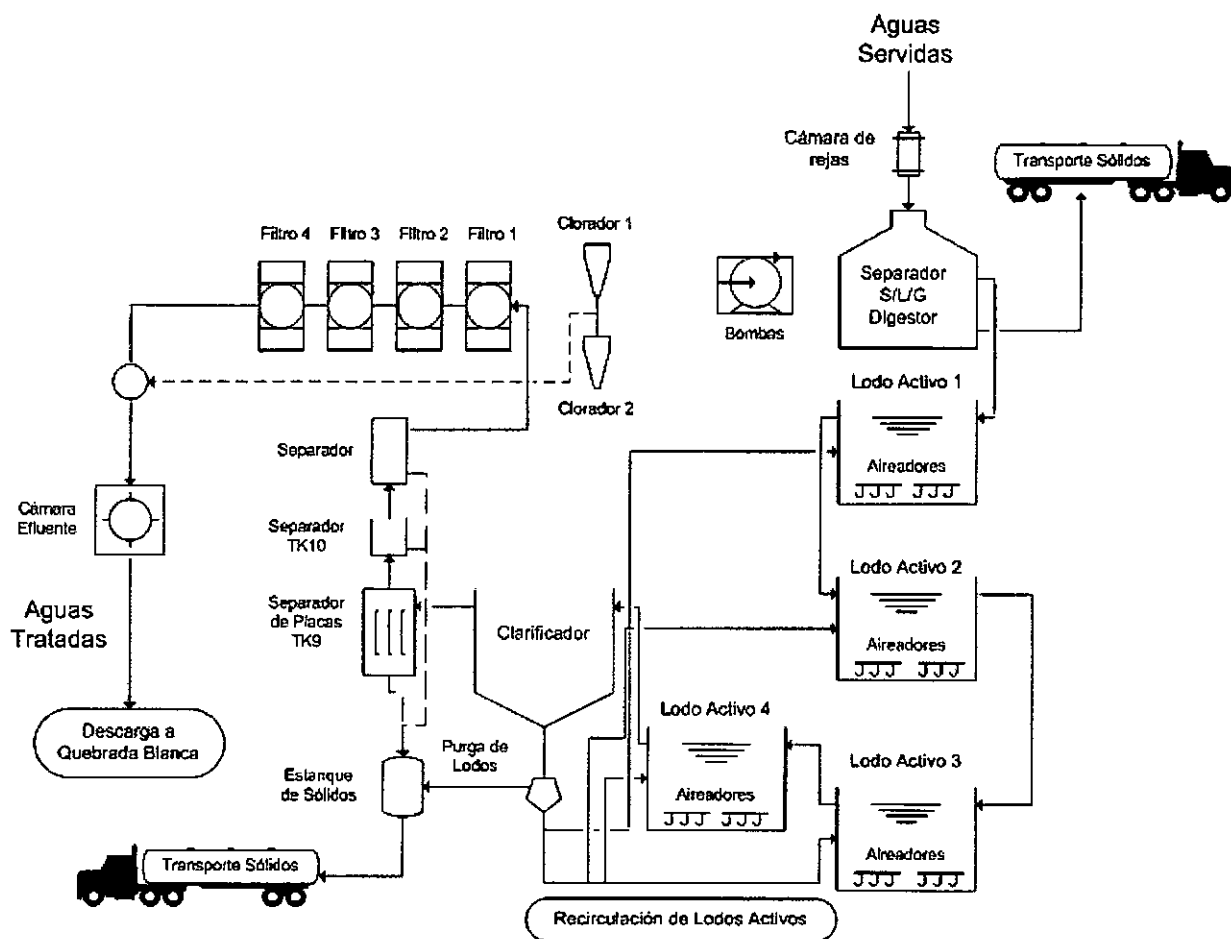 Aguas
Servidas
Cámara de
rejas
Transporte Sólidos
Filtro 4
Filtro 3
Filtro 2
Filtro 1
Clorador 1
Separador
S/L/G
Digestor
Bombas
Clorador 2
Lodo Activo 1
Aireadores
Separador
Cámara
Efluente
Separador
TK10
Lodo Activo 2
Aireadores
Aguas
Tratadas
Separador
de Placas
TK9
Clarificador
Lodo Activo 4
Aireadores
Descarga a
Quebrada Blanca
Purga de
Lodos
Estanque
de Sólidos
Lodo Activo 3
Aireadores
Transporte Sólidos
Recirculación de Lodos Activos